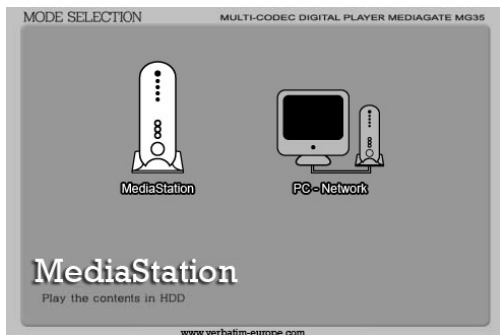 MODE SELECTION
MULTI-CODEC DIGITAL PLAYER MEDIAGATE MG35
MediaStation
PC - Network
MediaStation
Play the contents in HDD
www.verbatim-europe.com